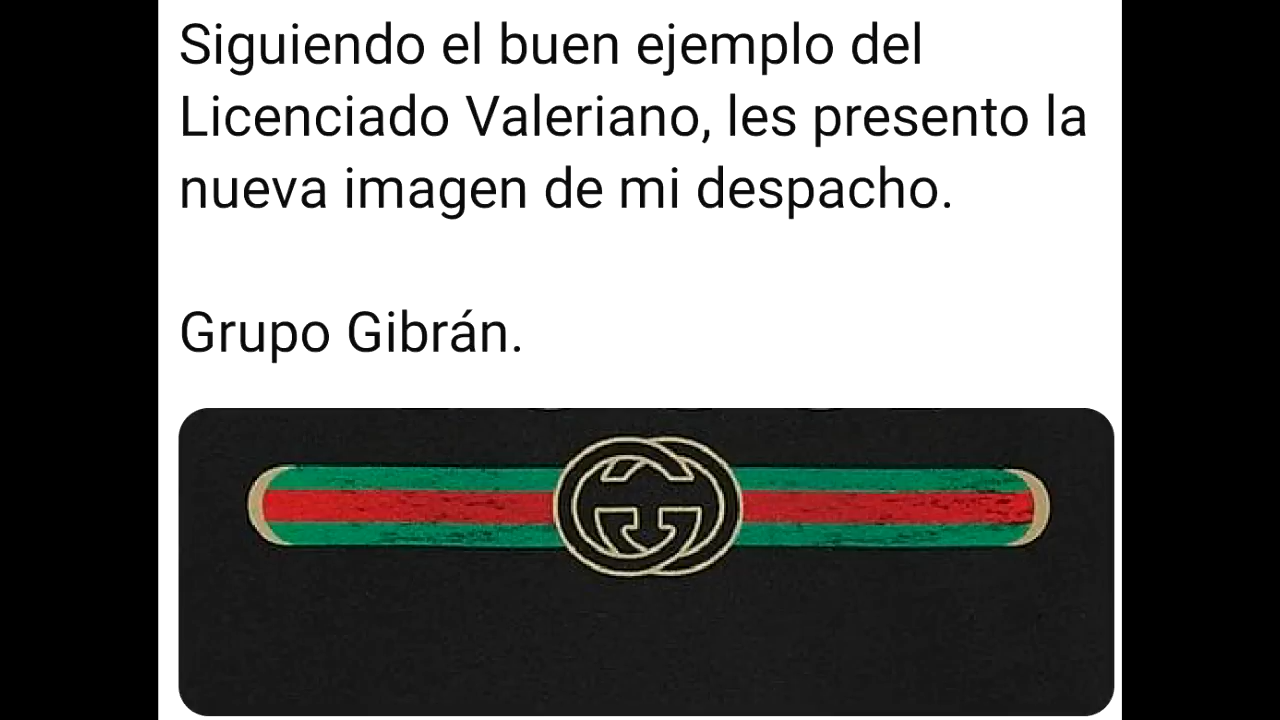 Siguiendo el buen ejemplo del
Licenciado Valeriano, les presento la
nueva imagen de mi despacho.
Grupo Gibrán.